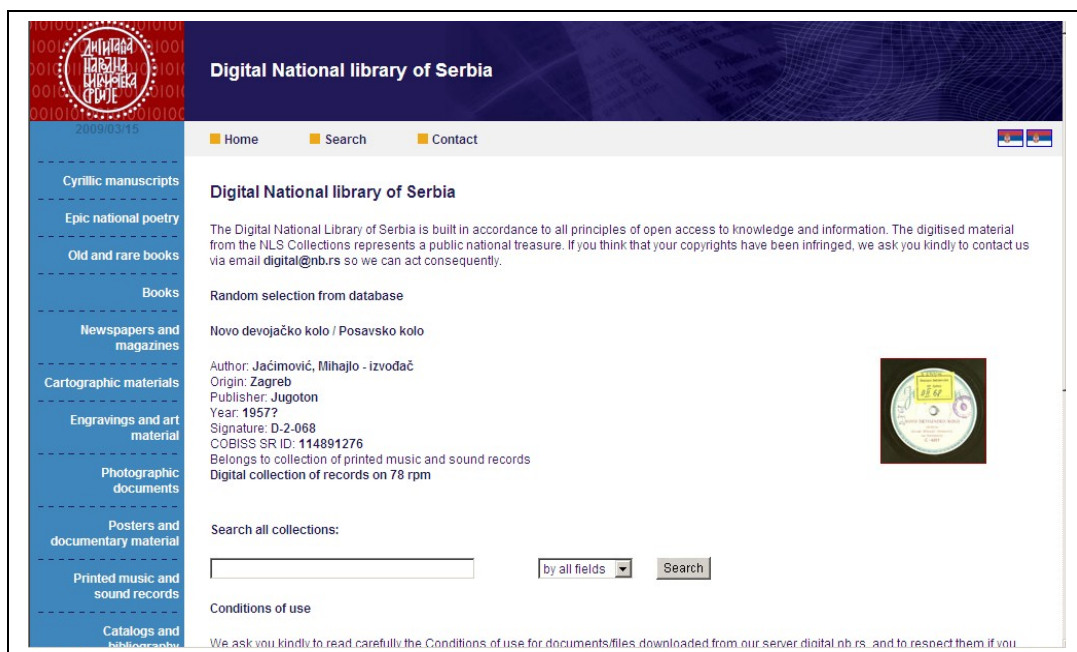 ДИГИТАЛНА
НАРОДНА
БИБЛИОТЕКА
СРБИЈЕ
Digital National library of Serbia
2009/03/15
Home Search Contact
Cyrillic manuscripts
Epic national poetry
Old and rare books
Books
Newspapers and
magazines
Cartographic materials
Engravings and art
material
Photographic
documents
Posters and
documentary material
Printed music and
sound records
Catalogs and
bibliography
Digital National library of Serbia
The Digital National Library of Serbia is built in accordance to all principles of open access to knowledge and information. The digitised material
from the NLS Collections represents a public national treasure. If you think that your copyrights have been infringed, we ask you kindly to contact us
via email digital@nb.rs so we can act consequently.
Random selection from database
Novo devojačko kolo / Posavsko kolo
Author: Jaćimović, Mihajlo - izvođač
Origin: Zagreb
Publisher: Jugoton
Year: 1957?
Signature: D-2-068
COBISS SR ID: 114891276
Belongs to collection of printed music and sound records
Digital collection of records on 78 rpm
Search all collections:
by all fields Search
Conditions of use
We ask you kindly to read carefully the Conditions of use for documents/files downloaded from our server digital.nb.rs, and to respect them if you